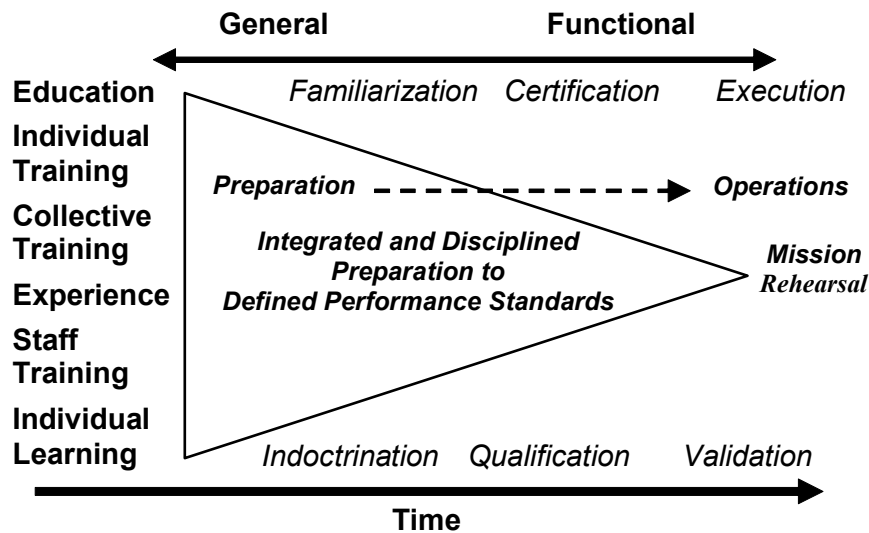 General Functional
Education Familiarization Certification Execution
Individual
Training
Preparation Operations
Collective
Training
Integrated and Disciplined
Preparation to
Defined Performance Standards
Mission
Rehearsal
Experience
Staff
Training
Individual
Learning
Indoctrination Qualification Validation
Time